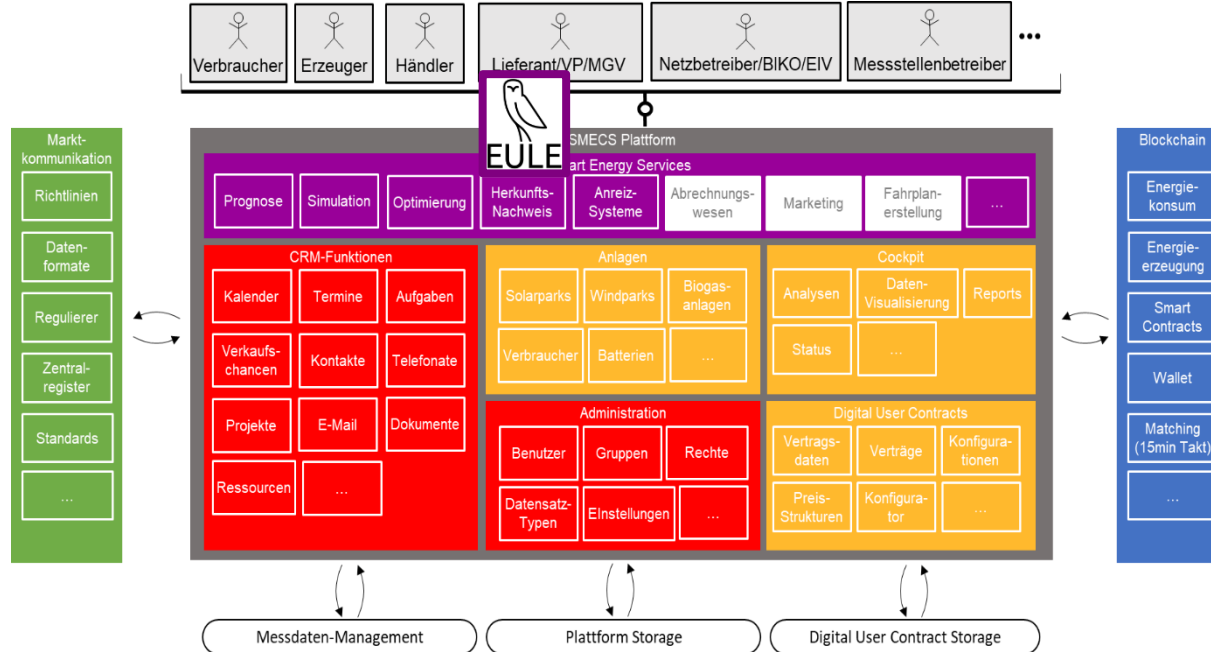 Verbraucher
Erzeuger
Händler
Lieferant/VP/MGV
Netzbetreiber/BIKO/EIV
Messstellenbetreiber
...
EULE
Markt-
kommunikation
Richtlinien
Daten-
formate
Regulierer
Zentral-
register
Standards
...
SMECS Plattform
art Energy Services
Prognose
Simulation
Optimierung
Herkunfts-
Nachweis
Anreiz-
Systeme
Abrechnungs-
wesen
Marketing
Fahrplan-
erstellung
...
CRM-Funktionen
Kalender
Termine
Aufgaben
Verkaufs-
chancen
Kontakte
Telefonate
Projekte
E-Mail
Dokumente
Ressourcen
...
Anlagen
Solarparks
Windparks
Biogas-
anlagen
Verbraucher
Batterien
...
Cockpit
Analysen
Daten-
Visualisierung
Reports
Status
...
Administration
Benutzer
Gruppen
Rechte
Datensatz-
Typen
EInstellungen
...
Digital User Contracts
Vertrags-
daten
Verträge
Konfigura-
tionen
Preis-
Strukturen
Konfigura-
tor
...
Blockchain
Energie-
konsum
Energie-
erzeugung
Smart
Contracts
Wallet
Matching
(15min Takt)
...
Messdaten-Management
Plattform Storage
Digital User Contract Storage